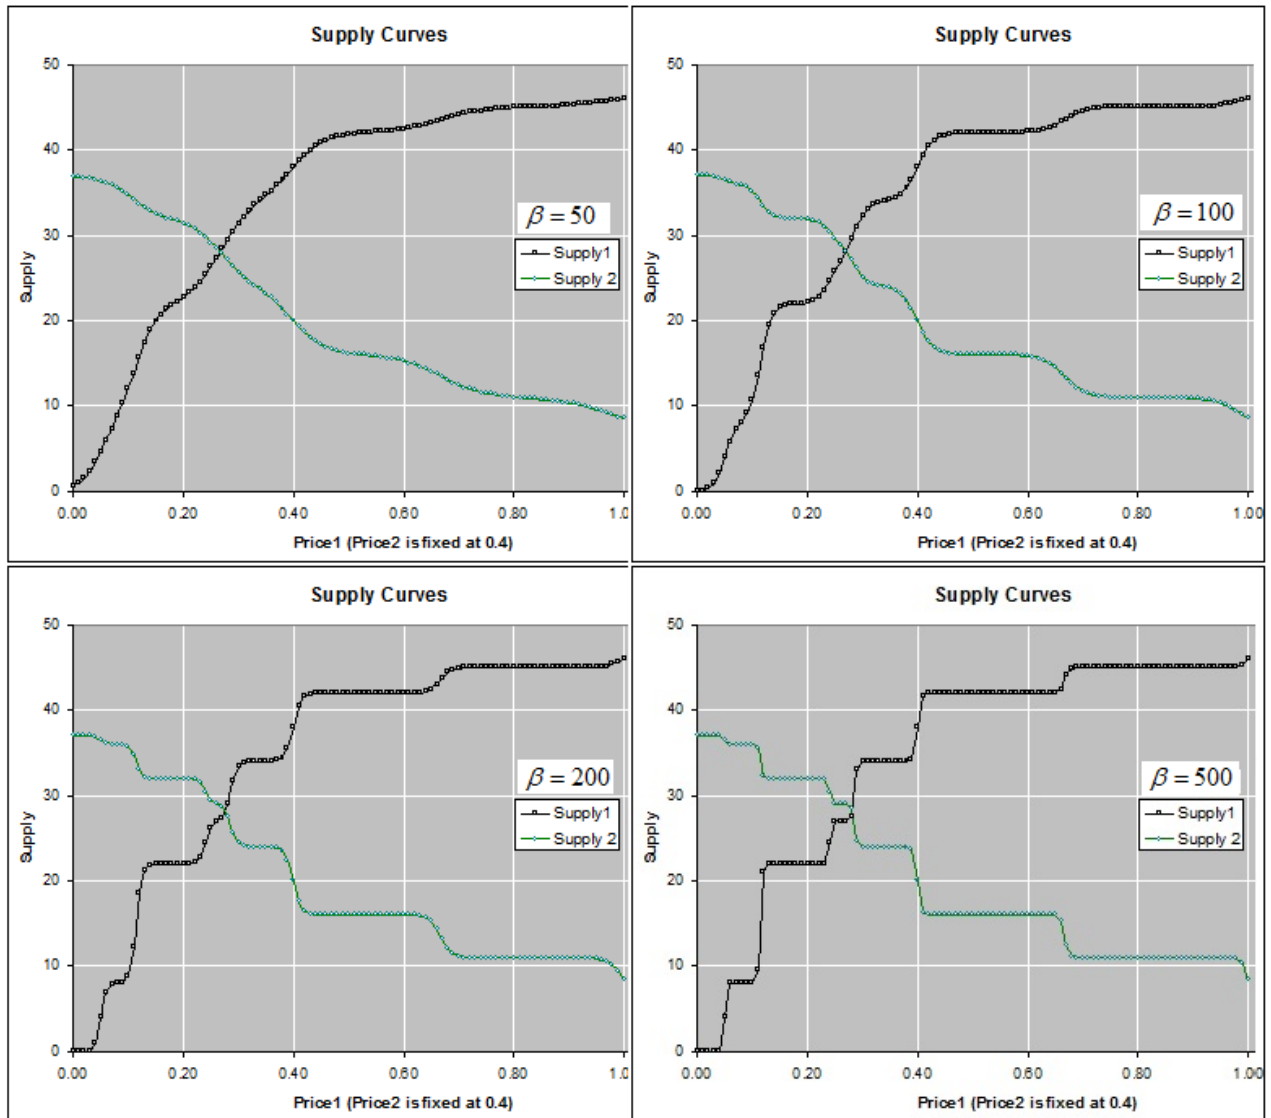 Supply Curves
50
40
30
20
10
0
Supply
β = 50
Supply1
Supply 2
0.00 0.20 0.40 0.60 0.80 1.0
Price1 (Price2 is fixed at 0.4)
Supply Curves
50
40
30
20
10
0
Supply
β = 100
Supply1
Supply 2
0.00 0.20 0.40 0.60 0.80 1.00
Price1 (Price2 is fixed at 0.4)
Supply Curves
50
40
30
20
10
0
Supply
β = 200
Supply1
Supply 2
0.00 0.20 0.40 0.60 0.80 1.0
Price1 (Price2 is fixed at 0.4)
Supply Curves
50
40
30
20
10
0
Supply
β = 500
Supply1
Supply 2
0.00 0.20 0.40 0.60 0.80 1.00
Price1 (Price2 is fixed at 0.4)